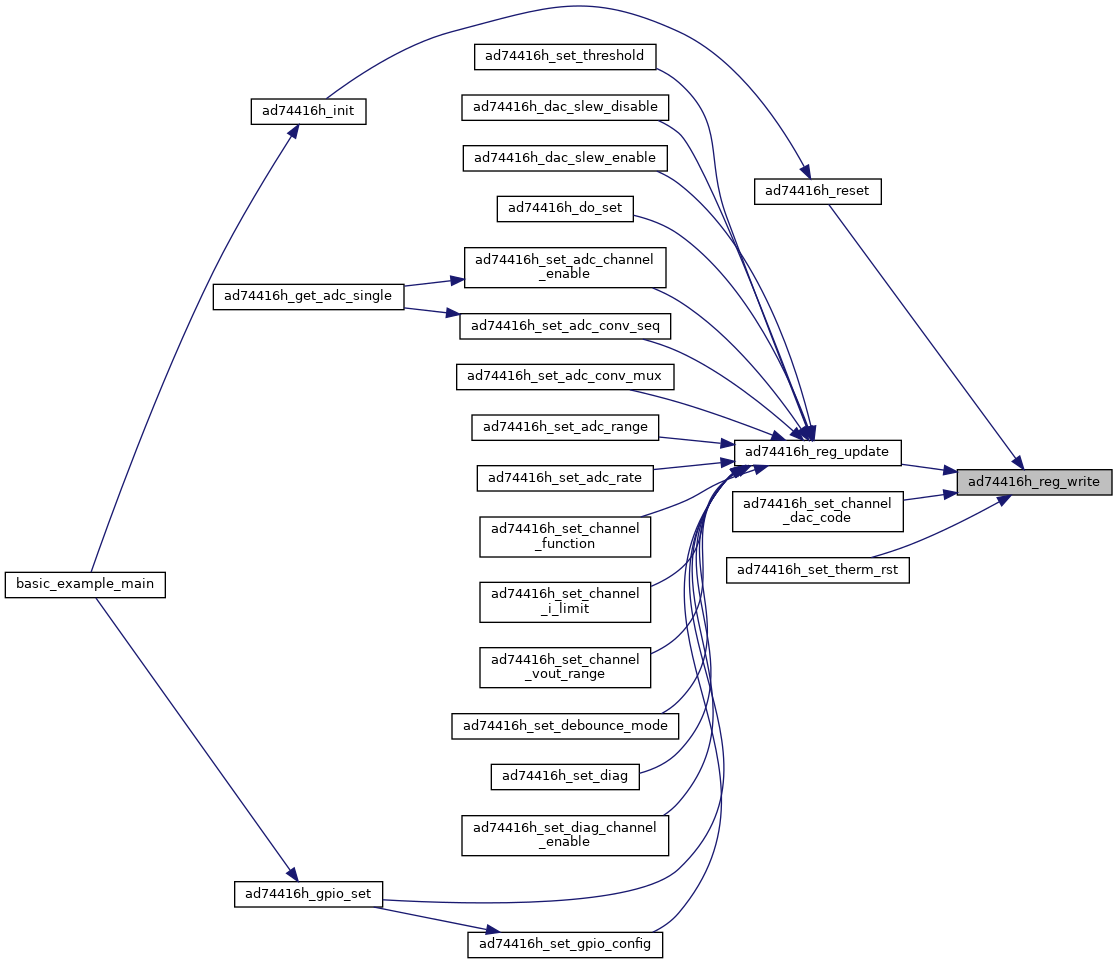 ad74416h_set_threshold
ad74416h_dac_slew_disable
ad74416h_init
ad74416h_dac_slew_enable
ad74416h_reset
ad74416h_do_set
ad74416h_set_adc_channel
_enable
ad74416h_get_adc_single
ad74416h_set_adc_conv_seq
ad74416h_set_adc_conv_mux
ad74416h_set_adc_range
ad74416h_reg_update
ad74416h_set_adc_rate
ad74416h_reg_write
ad74416h_set_channel
_dac_code
ad74416h_set_channel
_function
ad74416h_set_therm_rst
basic_example_main
ad74416h_set_channel
_i_limit
ad74416h_set_channel
_vout_range
ad74416h_set_debounce_mode
ad74416h_set_diag
ad74416h_set_diag_channel
_enable
ad74416h_gpio_set
ad74416h_set_gpio_config